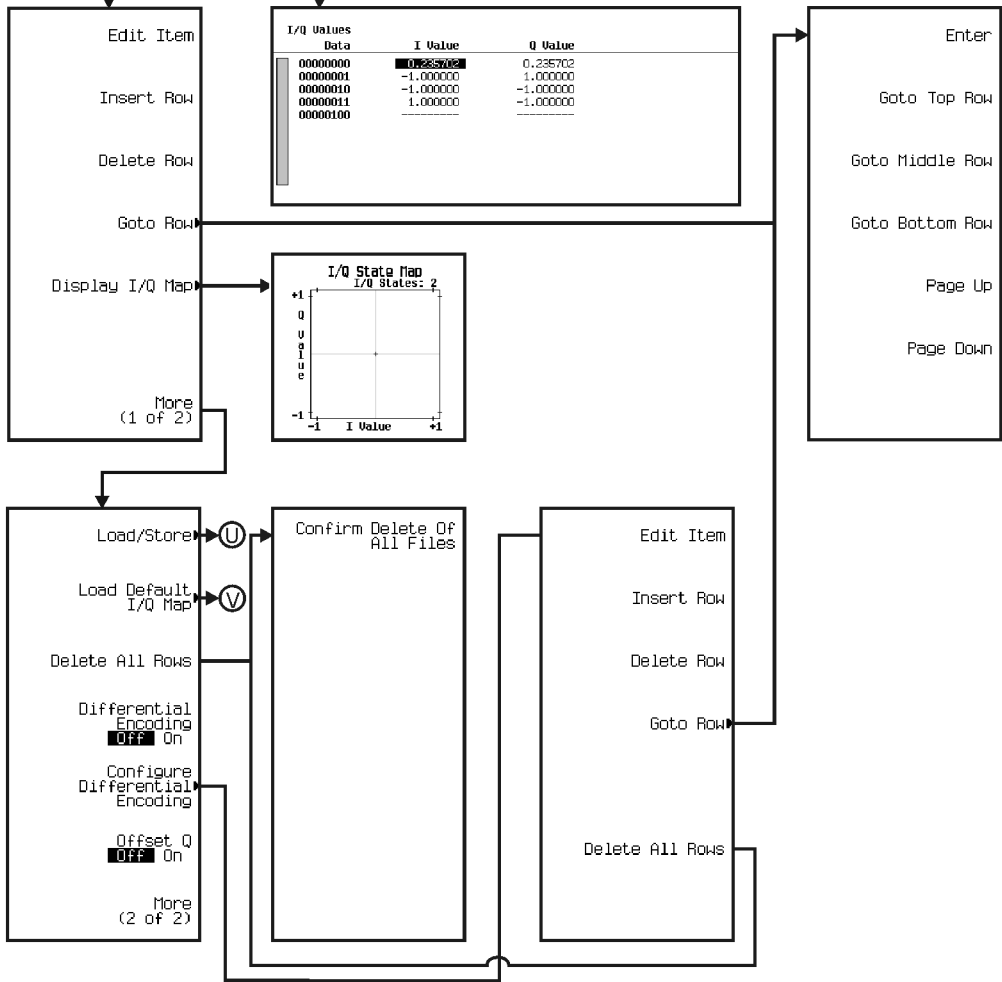 Edit Item
Insert Row
Delete Row
Goto Row
Display I/Q Map
More
(1 of 2)
I/Q Values
Data I Value Q Value
00000000 0.235702 0.235702
00000001 -1.000000 1.000000
00000010 -1.000000 -1.000000
00000011 1.000000 -1.000000
00000100 --------- ---------
Enter
Goto Top Row
Goto Middle Row
Goto Bottom Row
Page Up
Page Down
I/Q State Map
I/Q States: 2
+1
Q Value
-1
-1 I Value +1
Load/Store
U
Load Default
I/Q Map
V
Delete All Rows
Differential
Encoding
Off On
Configure
Differential
Encoding
Offset Q
Off On
More
(2 of 2)
Confirm Delete Of
All Files
Edit Item
Insert Row
Delete Row
Goto Row
Delete All Rows